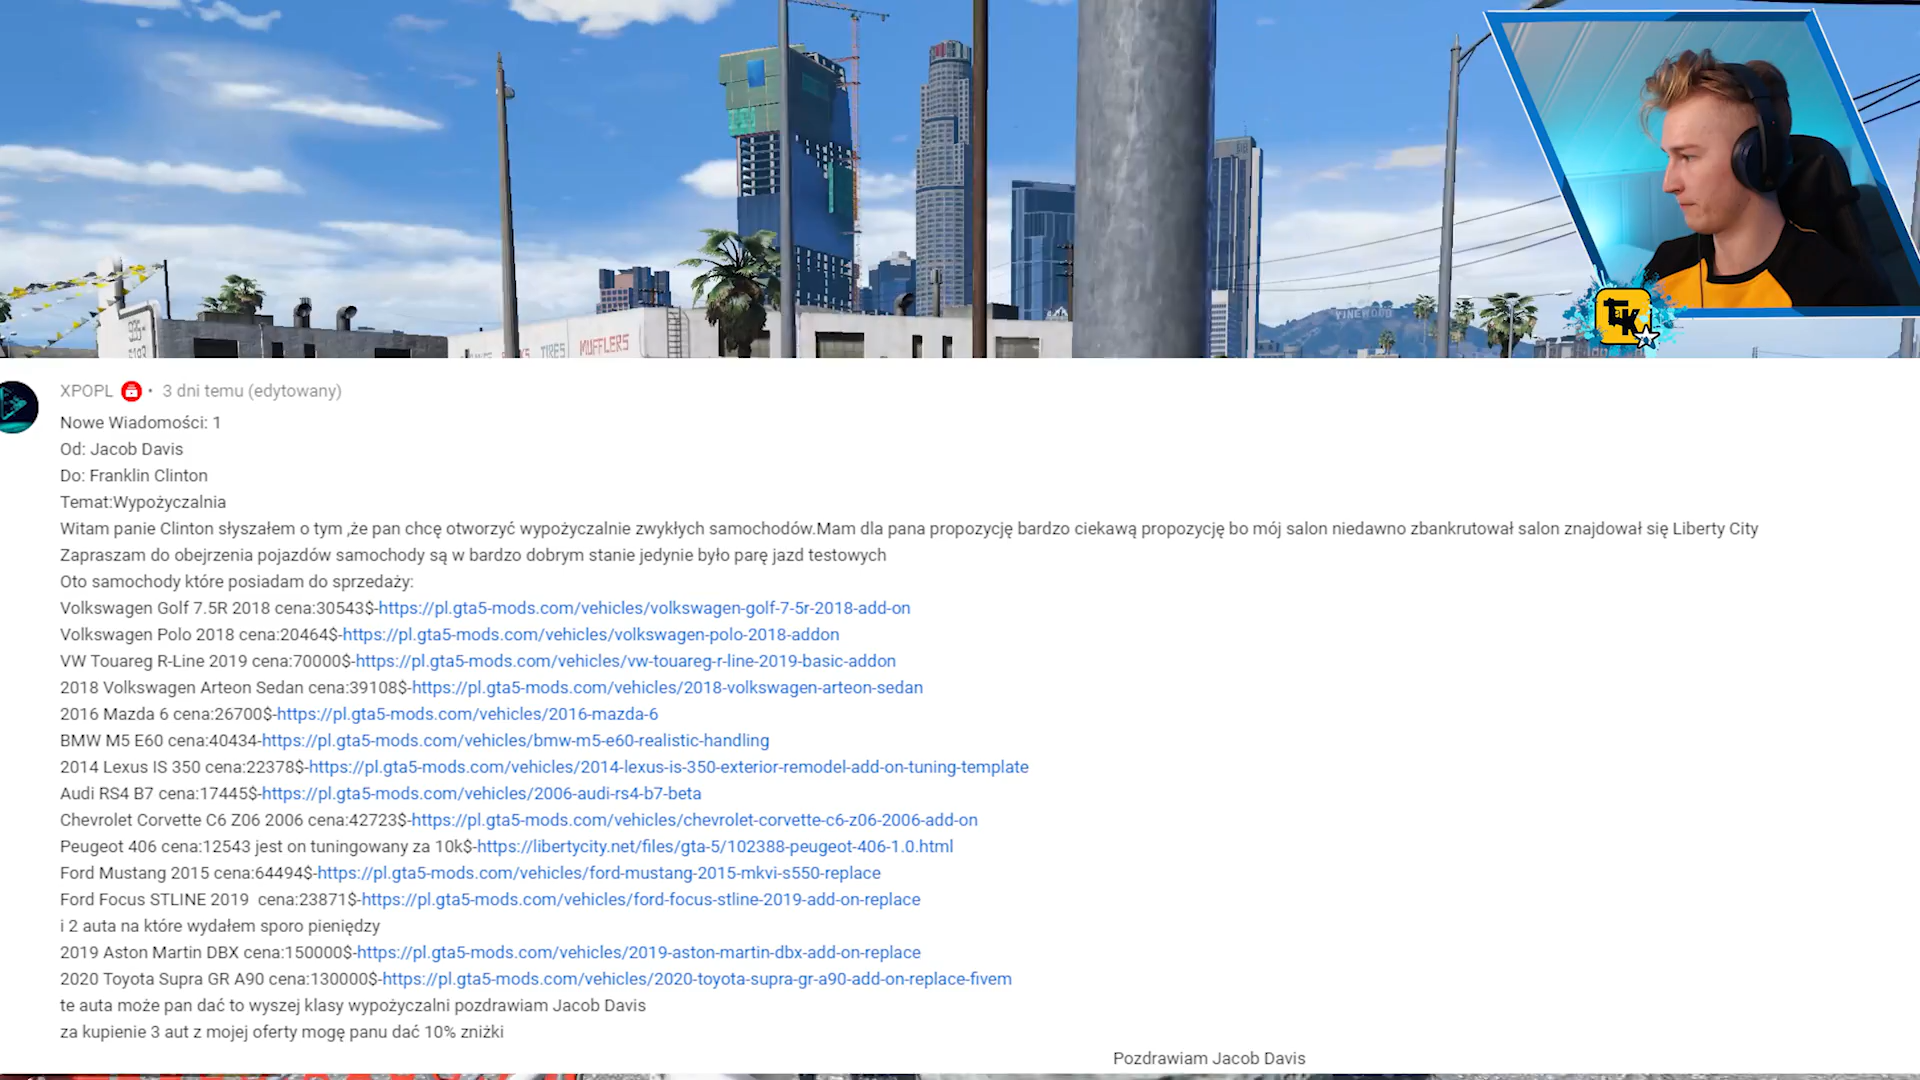 TIRES
MUFFLERS
VINEWOOD
TK
XPOPL • 3 dni temu (edytowany)
Nowe Wiadomości: 1
Od: Jacob Davis
Do: Franklin Clinton
Temat:Wypożyczalnia
Witam panie Clinton słyszałem o tym ,że pan chcę otworzyć wypożyczalnie zwykłych samochodów.Mam dla pana propozycję bardzo ciekawą propozycję bo mój salon niedawno zbankrutował salon znajdował się Liberty City
Zapraszam do obejrzenia pojazdów samochody są w bardzo dobrym stanie jedynie było parę jazd testowych
Oto samochody które posiadam do sprzedaży:
Volkswagen Golf 7.5R 2018 cena:30543$-https://pl.gta5-mods.com/vehicles/volkswagen-golf-7-5r-2018-add-on
Volkswagen Polo 2018 cena:20464$-https://pl.gta5-mods.com/vehicles/volkswagen-polo-2018-addon
VW Touareg R-Line 2019 cena:70000$-https://pl.gta5-mods.com/vehicles/vw-touareg-r-line-2019-basic-addon
2018 Volkswagen Arteon Sedan cena:39108$-https://pl.gta5-mods.com/vehicles/2018-volkswagen-arteon-sedan
2016 Mazda 6 cena:26700$-https://pl.gta5-mods.com/vehicles/2016-mazda-6
BMW M5 E60 cena:40434-https://pl.gta5-mods.com/vehicles/bmw-m5-e60-realistic-handling
2014 Lexus IS 350 cena:22378$-https://pl.gta5-mods.com/vehicles/2014-lexus-is-350-exterior-remodel-add-on-tuning-template
Audi RS4 B7 cena:17445$-https://pl.gta5-mods.com/vehicles/2006-audi-rs4-b7-beta
Chevrolet Corvette C6 Z06 2006 cena:42723$-https://pl.gta5-mods.com/vehicles/chevrolet-corvette-c6-z06-2006-add-on
Peugeot 406 cena:12543 jest on tuningowany za 10k$-https://libertycity.net/files/gta-5/102388-peugeot-406-1.0.html
Ford Mustang 2015 cena:64494$-https://pl.gta5-mods.com/vehicles/ford-mustang-2015-mkvi-s550-replace
Ford Focus STLINE 2019  cena:23871$-https://pl.gta5-mods.com/vehicles/ford-focus-stline-2019-add-on-replace
i 2 auta na które wydałem sporo pieniędzy
2019 Aston Martin DBX cena:150000$-https://pl.gta5-mods.com/vehicles/2019-aston-martin-dbx-add-on-replace
2020 Toyota Supra GR A90 cena:130000$-https://pl.gta5-mods.com/vehicles/2020-toyota-supra-gr-a90-add-on-replace-fivem
te auta może pan dać to wyszej klasy wypożyczalni pozdrawiam Jacob Davis
za kupienie 3 aut z mojej oferty mogę panu dać 10% zniżki
Pozdrawiam Jacob Davis